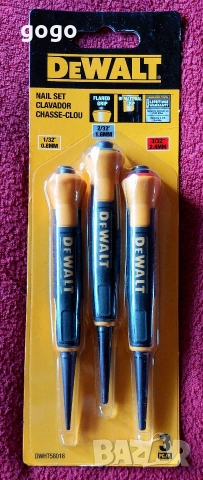 gogo
DEWALT
NAIL SET
CLAVADOR
CHASSE-CLOU
FLARED
GRIP
1/32"
0.8MM
2/32"
1.6MM
3/32"
2.4MM
DEWALT
DEWALT
DEWALT
DWHT58018
3
BAZAR